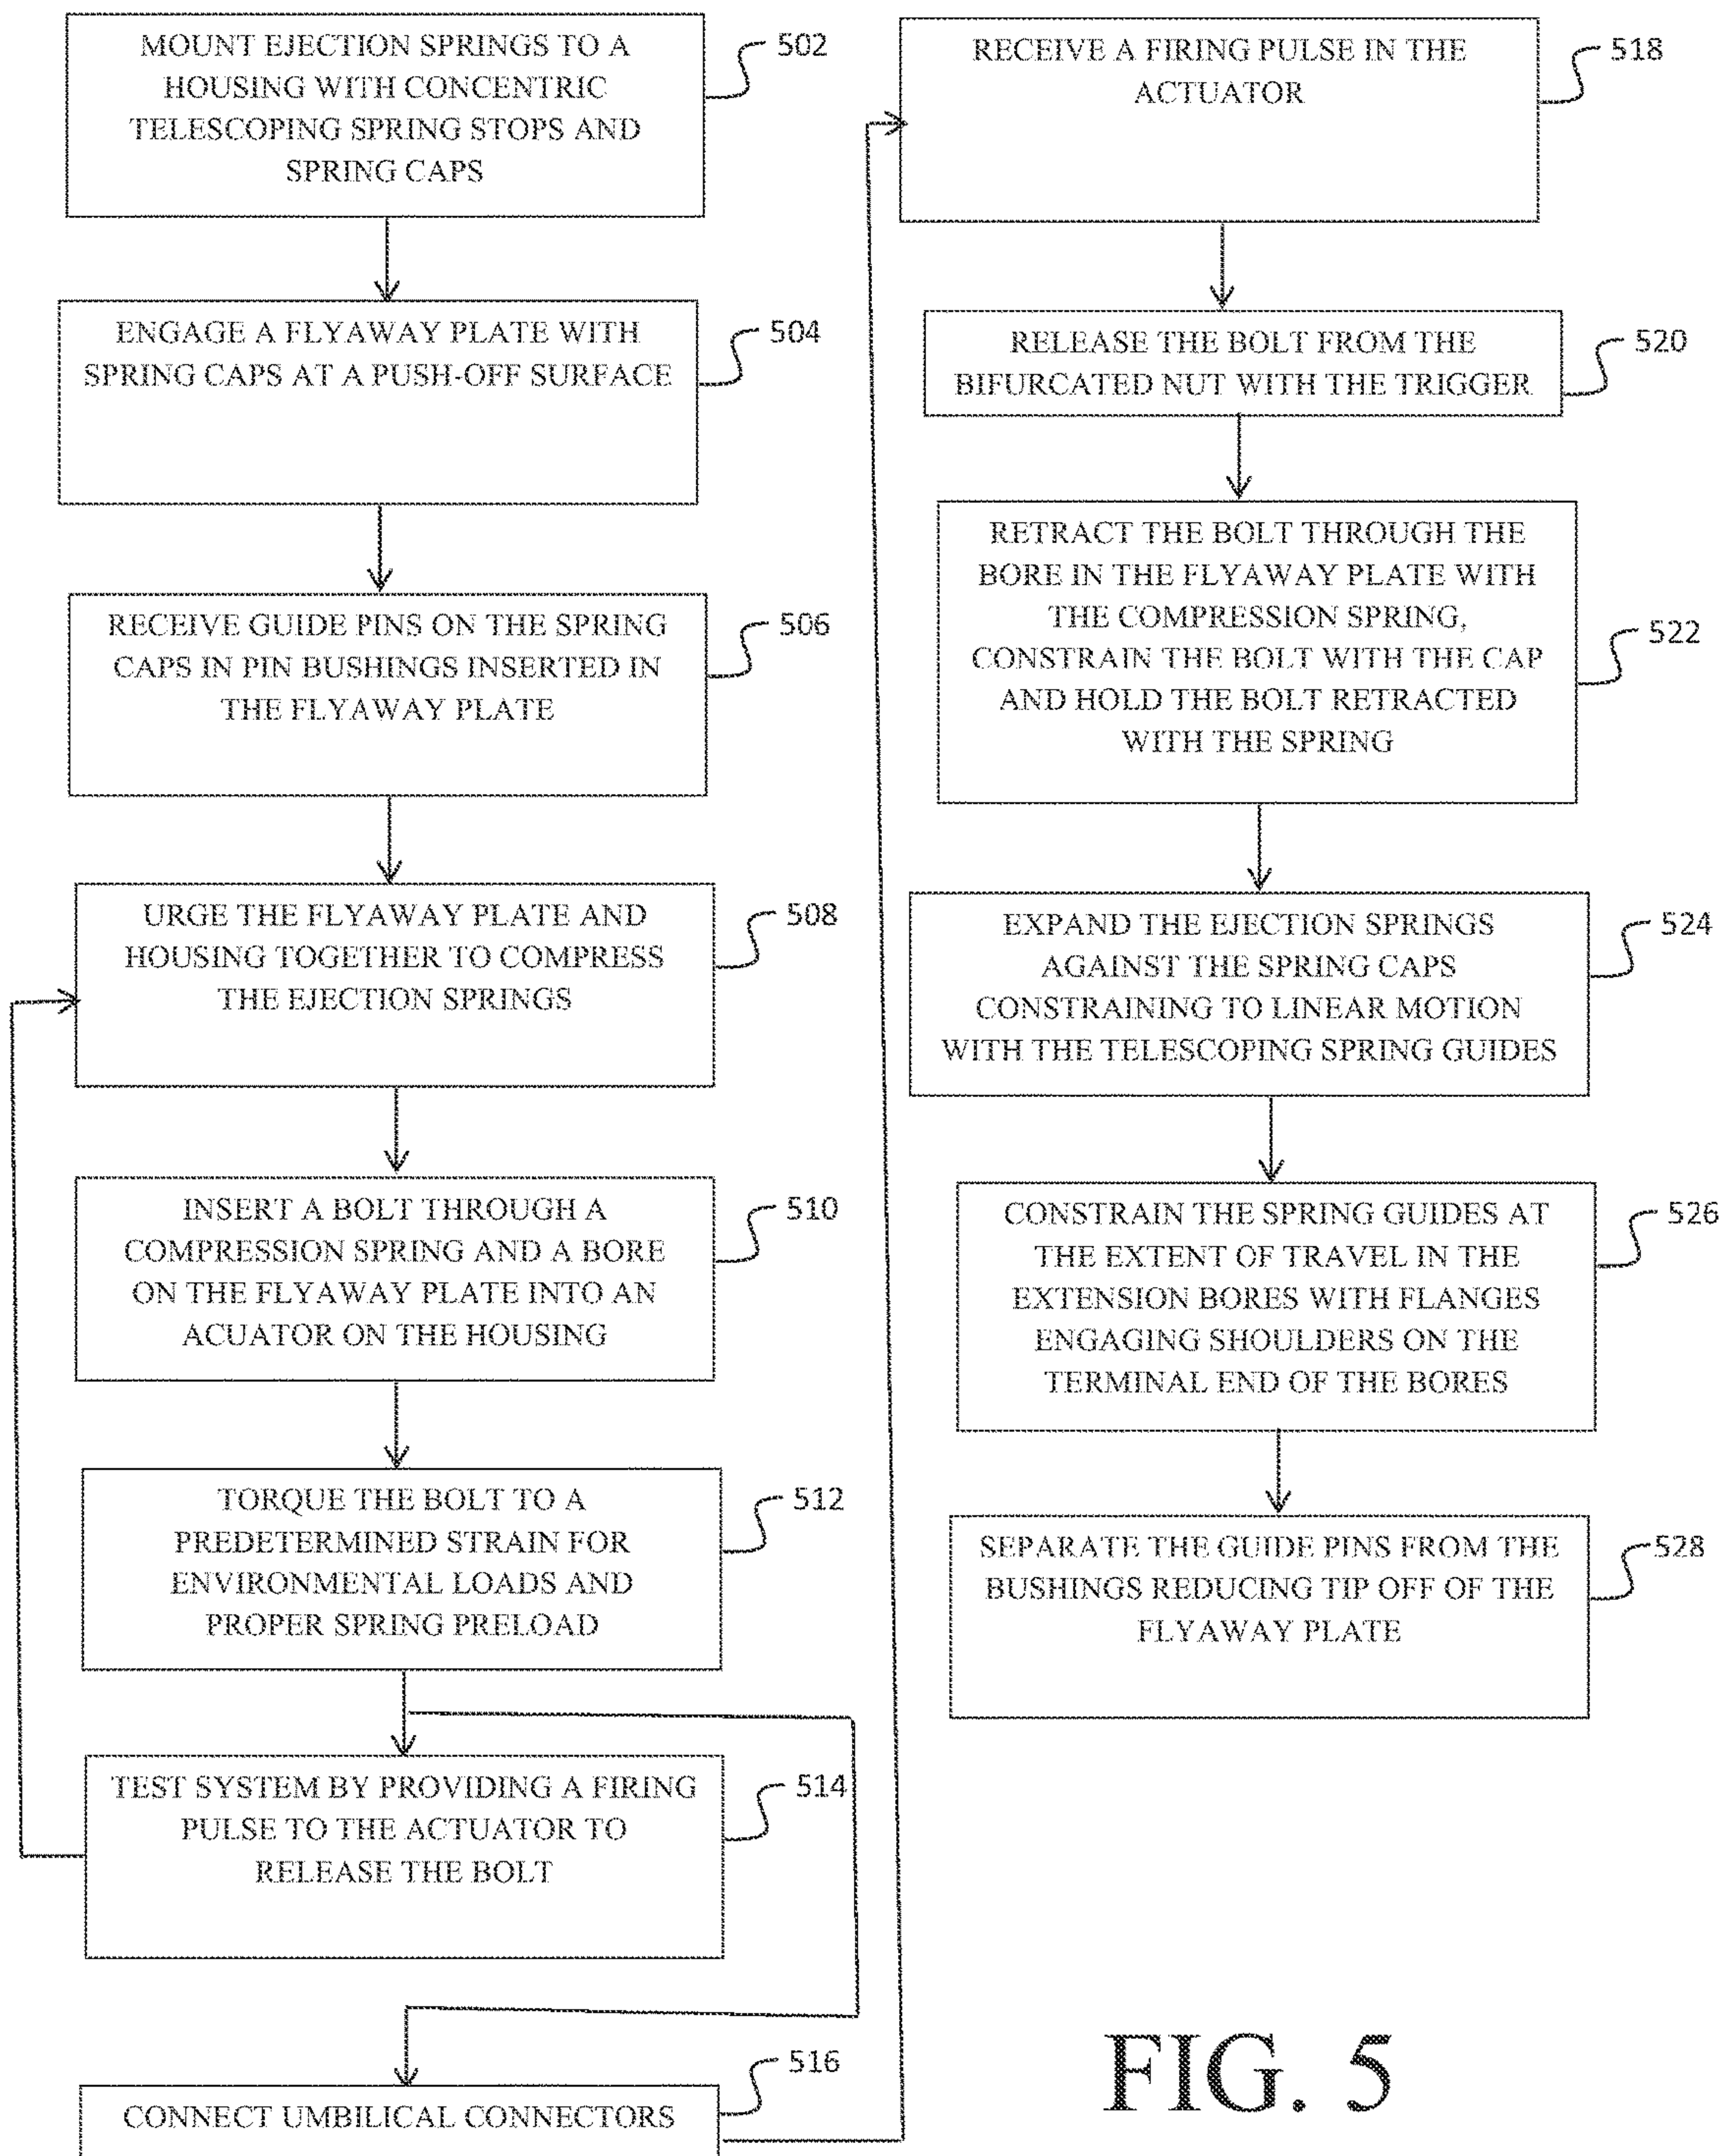 MOUNT EJECTION SPRINGS TO A
HOUSING WITH CONCENTRIC
TELESCOPING SPRING STOPS AND
SPRING CAPS
502
ENGAGE A FLYAWAY PLATE WITH
SPRING CAPS AT A PUSH-OFF SURFACE
504
RECEIVE GUIDE PINS ON THE SPRING
CAPS IN PIN BUSHINGS INSERTED IN
THE FLYAWAY PLATE
506
URGE THE FLYAWAY PLATE AND
HOUSING TOGETHER TO COMPRESS
THE EJECTION SPRINGS
508
INSERT A BOLT THROUGH A
COMPRESSION SPRING AND A BORE
ON THE FLYAWAY PLATE INTO AN
ACUATOR ON THE HOUSING
510
TORQUE THE BOLT TO A
PREDETERMINED STRAIN FOR
ENVIRONMENTAL LOADS AND
PROPER SPRING PRELOAD
512
TEST SYSTEM BY PROVIDING A FIRING
PULSE TO THE ACTUATOR TO
RELEASE THE BOLT
514
CONNECT UMBILICAL CONNECTORS
516
RECEIVE A FIRING PULSE IN THE
ACTUATOR
518
RELEASE THE BOLT FROM THE
BIFURCATED NUT WITH THE TRIGGER
520
RETRACT THE BOLT THROUGH THE
BORE IN THE FLYAWAY PLATE WITH
THE COMPRESSION SPRING,
CONSTRAIN THE BOLT WITH THE CAP
AND HOLD THE BOLT RETRACTED
WITH THE SPRING
522
EXPAND THE EJECTION SPRINGS
AGAINST THE SPRING CAPS
CONSTRAINING TO LINEAR MOTION
WITH THE TELESCOPING SPRING GUIDES
524
CONSTRAIN THE SPRING GUIDES AT
THE EXTENT OF TRAVEL IN THE
EXTENSION BORES WITH FLANGES
ENGAGING SHOULDERS ON THE
TERMINAL END OF THE BORES
526
SEPARATE THE GUIDE PINS FROM THE
BUSHINGS REDUCING TIP OFF OF THE
FLYAWAY PLATE
528
FIG. 5